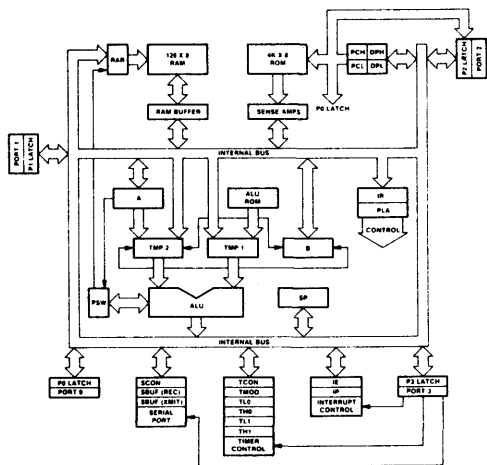 RAR
128 X 8
RAM
4K X 8
ROM
PCH
DPH
PCL
DPL
P2 LATCH
PORT 2
P0 LATCH
RAM BUFFER
SENSE AMPS
PORT 1
P1 LATCH
INTERNAL BUS
A
ALU
ROM
IR
PLA
CONTROL
TMP 2
TMP 1
B
PSW
ALU
SP
INTERNAL BUS
P0 LATCH
PORT 0
SCON
SBUF (REC)
SBUF (XMIT)
SERIAL
PORT
TCON
TMOD
TL0
TH0
TL1
TH1
TIMER
CONTROL
IE
IP
INTERRUPT
CONTROL
P3 LATCH
PORT 3